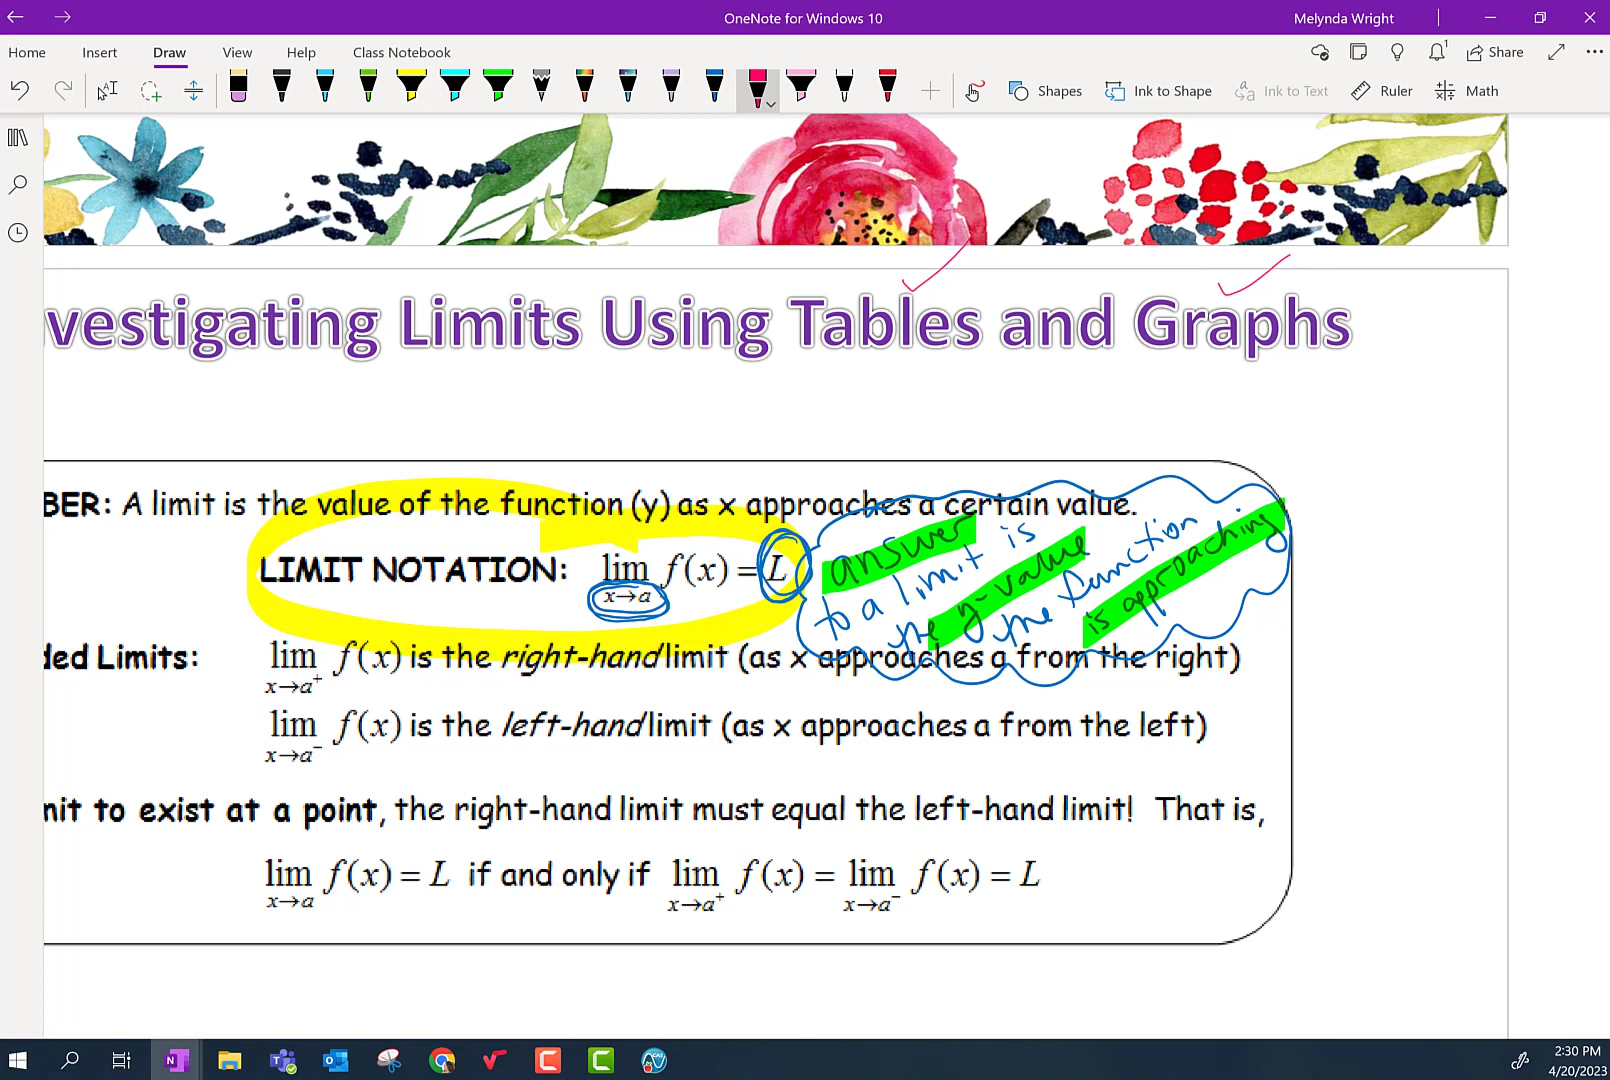 OneNote for Windows 10
Melynda Wright
Home Insert Draw View Help Class Notebook
1
Share
Shapes Ink to Shape Ink to Text Ruler Math
vestigating Limits Using Tables and Graphs
BER: A limit is the value of the function (y) as x approaches a certain value.
LIMIT NOTATION: lim f(x) = L
x→a
answer
to a limit is
the y-value
the function
is approaching
ded Limits: lim f(x) is the right-hand limit (as x approaches a from the right)
x→a⁺
lim f(x) is the left-hand limit (as x approaches a from the left)
x→a⁻
nit to exist at a point, the right-hand limit must equal the left-hand limit! That is,
lim f(x) = L if and only if lim f(x) = lim f(x) = L
x→a x→a⁺ x→a⁻
2:30 PM
4/20/2023